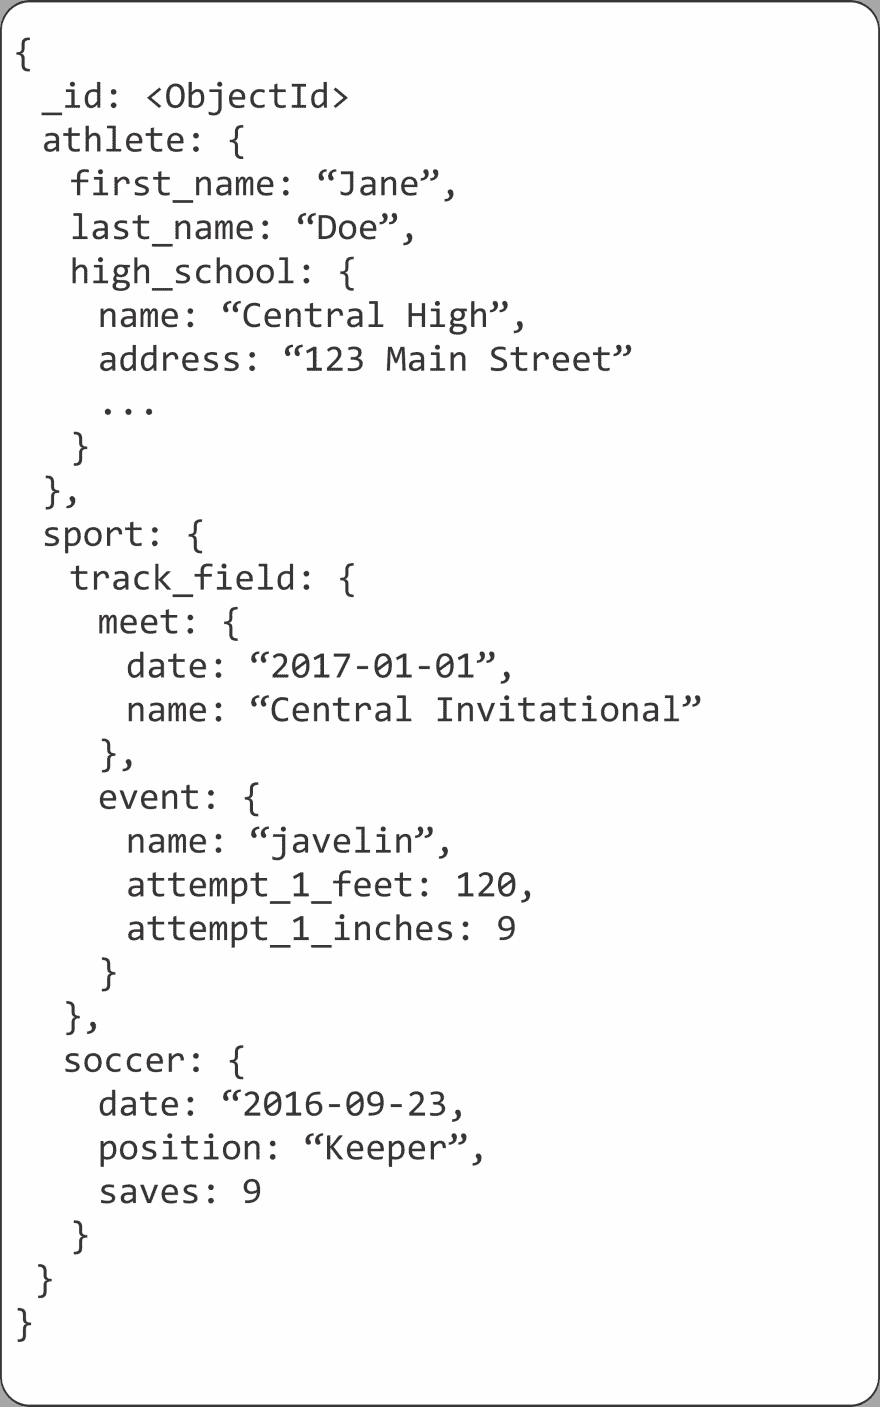 {
_id: <ObjectId>
athlete: {
first_name: “Jane”,
last_name: “Doe”,
high_school: {
name: “Central High”,
address: “123 Main Street”
...
}
},
sport: {
track_field: {
meet: {
date: “2017-01-01”,
name: “Central Invitational”
},
event: {
name: “javelin”,
attempt_1_feet: 120,
attempt_1_inches: 9
}
},
soccer: {
date: “2016-09-23,
position: “Keeper”,
saves: 9
}
}
}